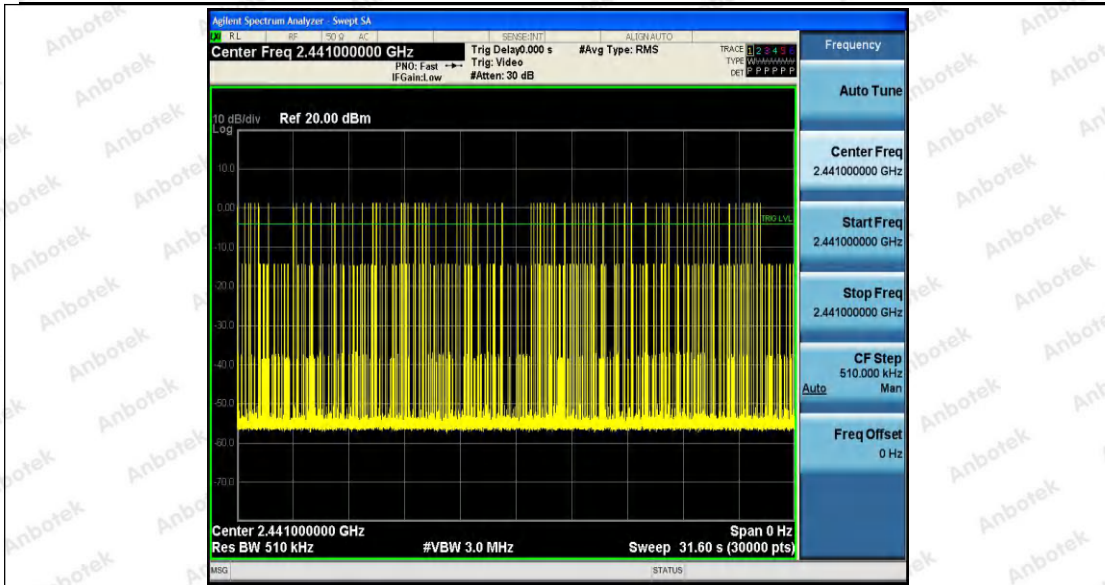 Agilent Spectrum Analyzer - Swept SA
LXI RL RF 50 Ω AC SENSE:INT ALIGNAUTO
Center Freq 2.441000000 GHz
PNO: Fast
IFGain:Low
Trig Delay0.000 s
Trig: Video
#Atten: 30 dB
#Avg Type: RMS
TRACE 1 2 3 4 5 6
TYPE
DET P P P P P P
10 dB/div Ref 20.00 dBm
Log
10.0
0.00
TRIG LVL
-10.0
-20.0
-30.0
-40.0
-50.0
-60.0
-70.0
Center 2.441000000 GHz Span 0 Hz
Res BW 510 kHz #VBW 3.0 MHz Sweep 31.60 s (30000 pts)
MSG STATUS
Frequency
Auto Tune
Center Freq
2.441000000 GHz
Start Freq
2.441000000 GHz
Stop Freq
2.441000000 GHz
CF Step
510.000 kHz
Auto Man
Freq Offset
0 Hz
Anbotek